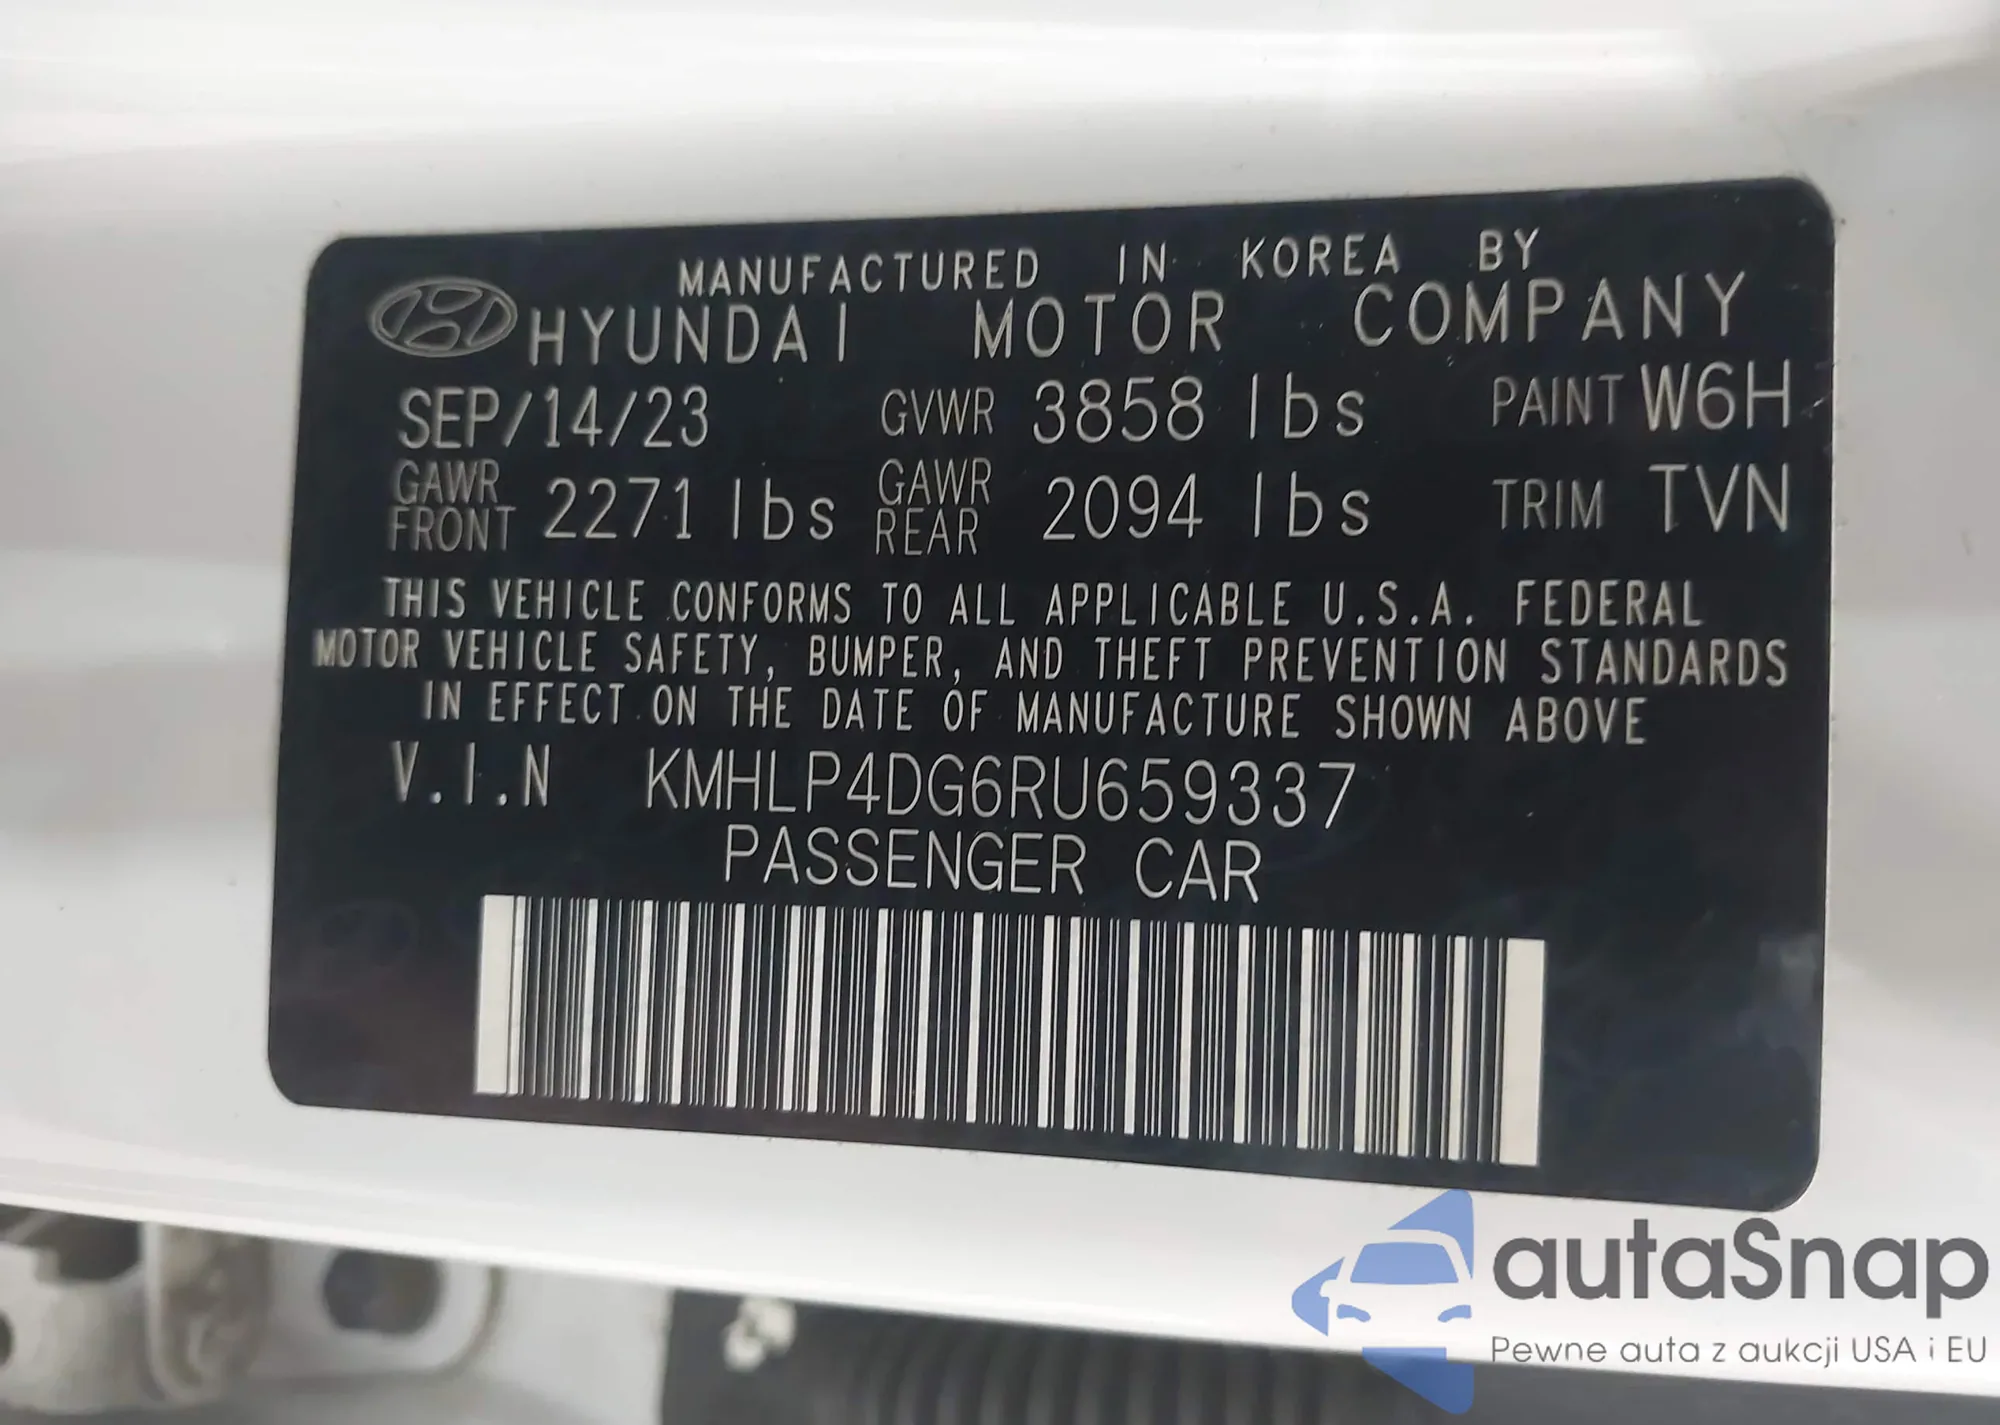 MANUFACTURED IN KOREA BY
HYUNDAI MOTOR COMPANY
SEP/14/23 GVWR 3858 lbs PAINT W6H
GAWR FRONT 2271 lbs GAWR REAR 2094 lbs TRIM TVN
THIS VEHICLE CONFORMS TO ALL APPLICABLE U.S.A. FEDERAL
MOTOR VEHICLE SAFETY, BUMPER, AND THEFT PREVENTION STANDARDS
IN EFFECT ON THE DATE OF MANUFACTURE SHOWN ABOVE
V.I.N KMHLP4DG6RU659337
PASSENGER CAR
autaSnap
Pewne auta z aukcji USA i EU